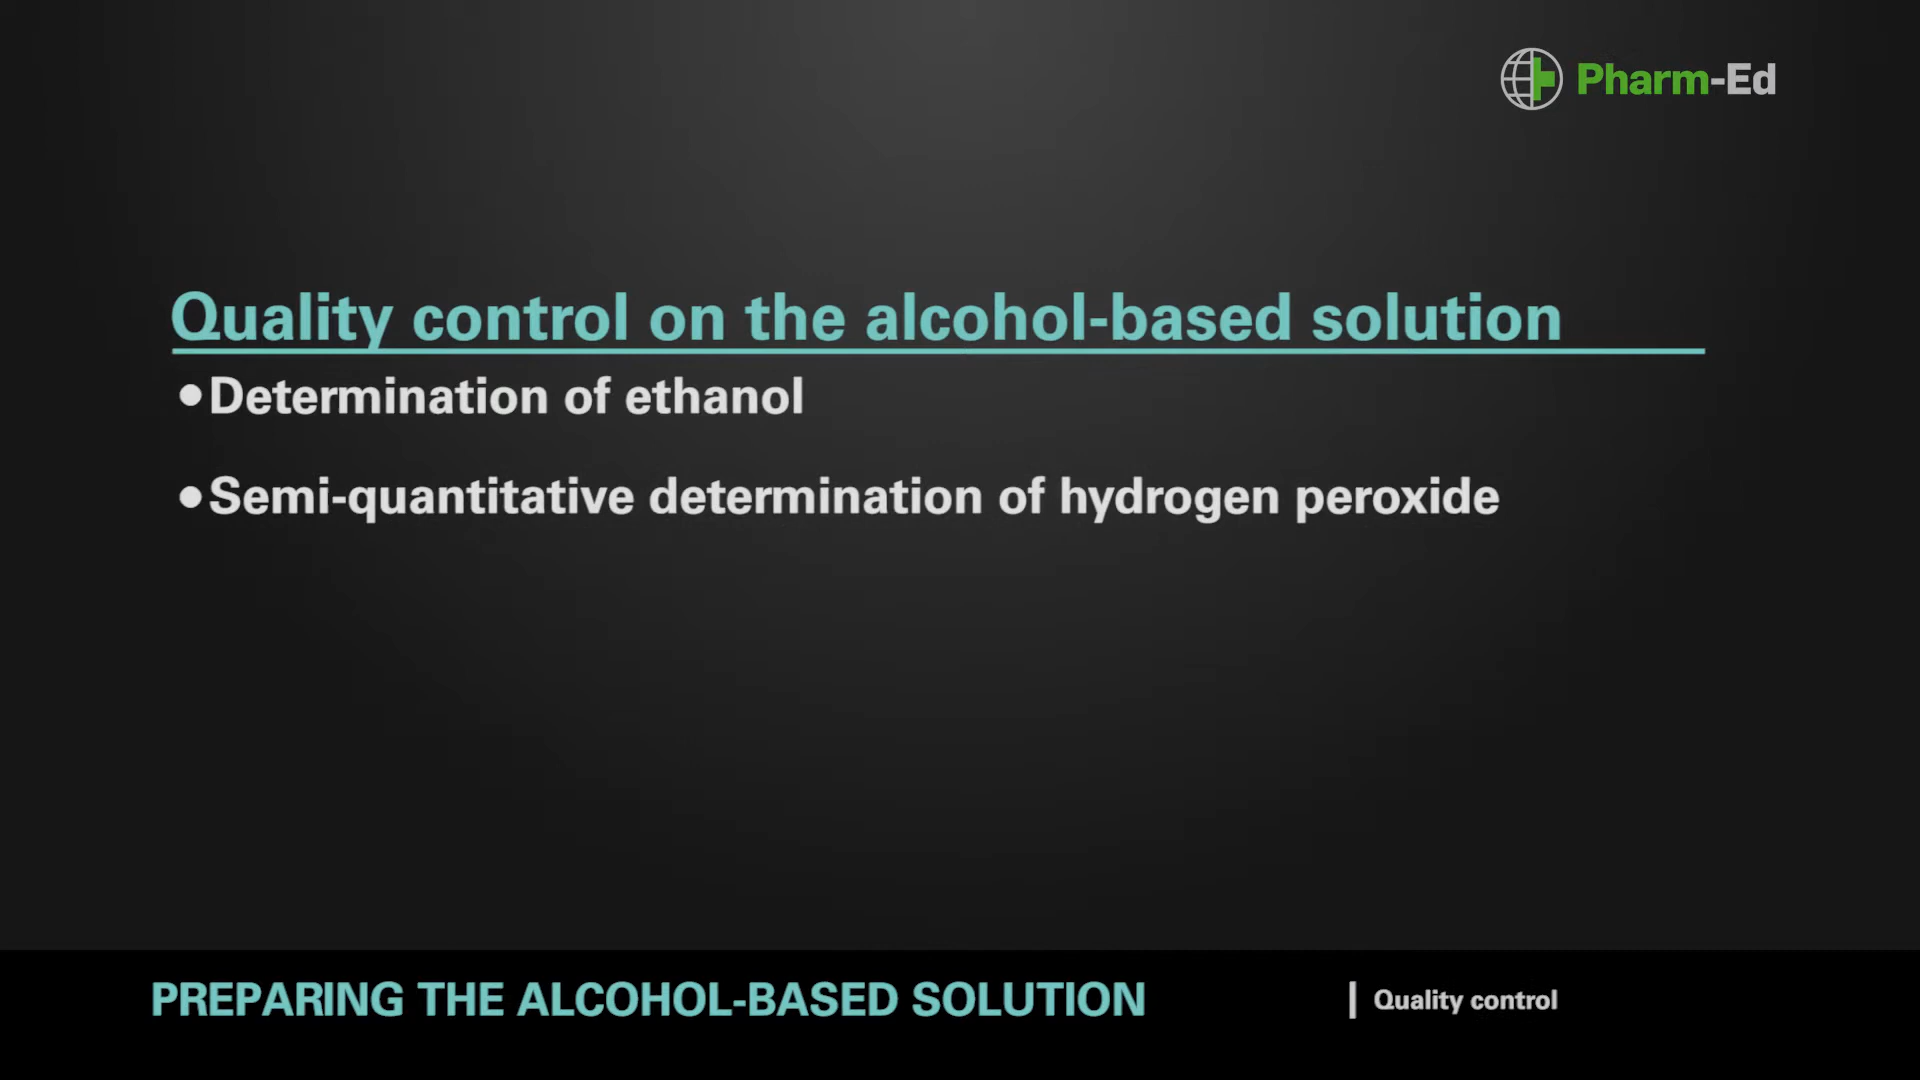 Pharm-Ed
Quality control on the alcohol-based solution
•Determination of ethanol
•Semi-quantitative determination of hydrogen peroxide
PREPARING THE ALCOHOL-BASED SOLUTION
| Quality control